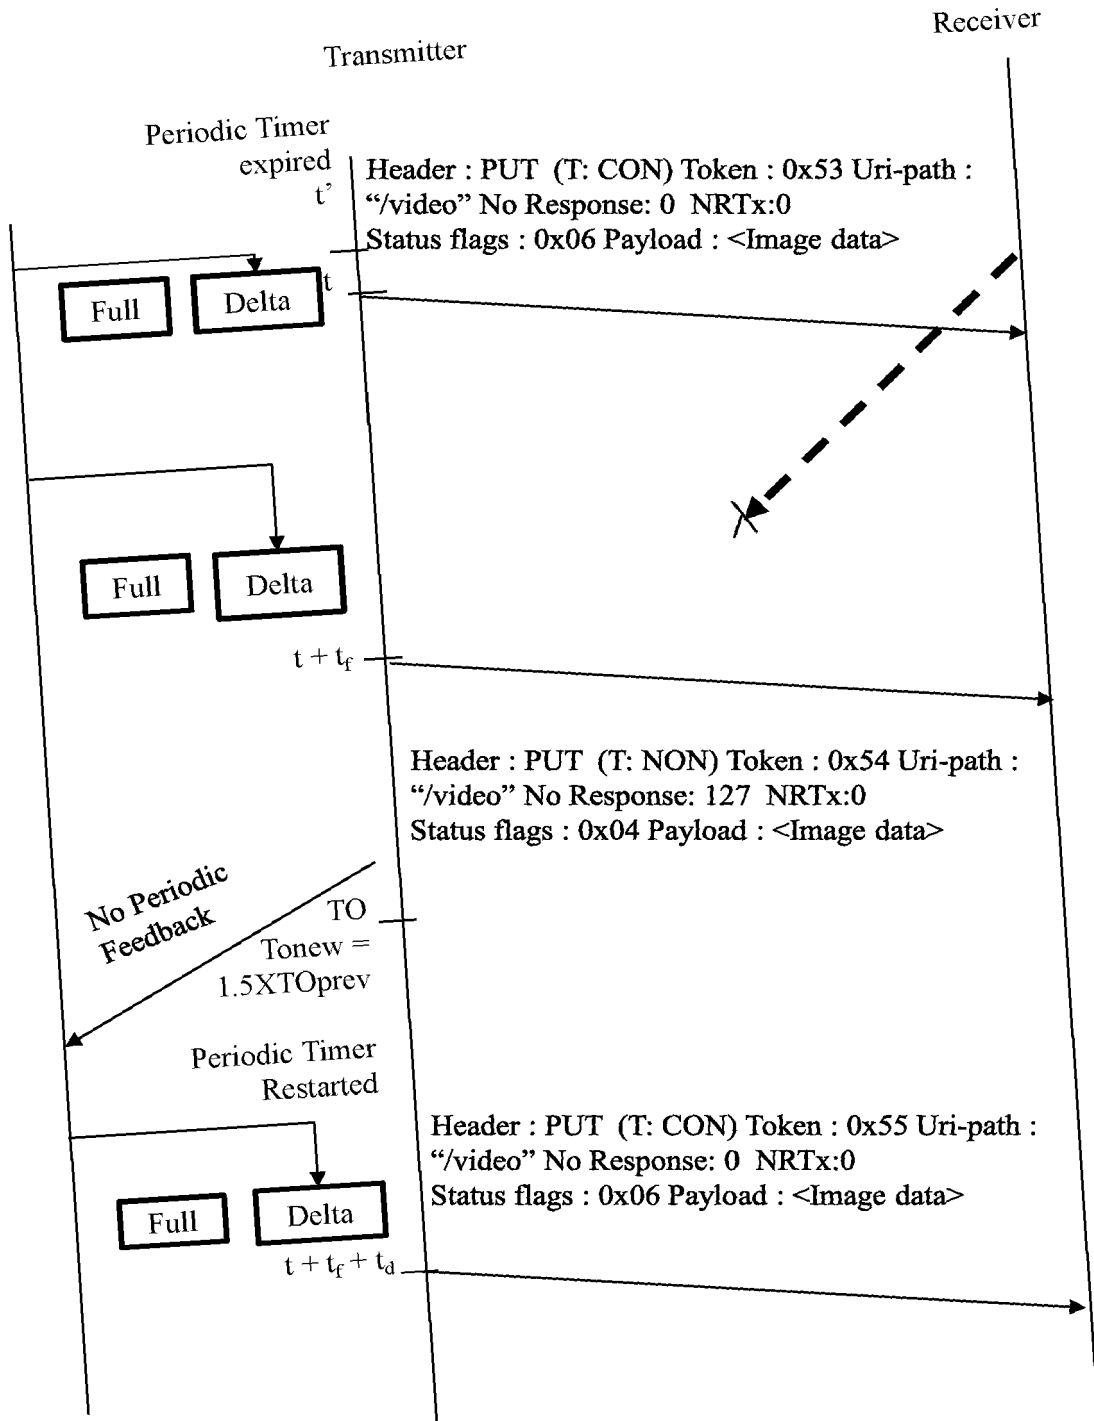 Receiver
Transmitter
Periodic Timer
expired
t’
Header : PUT (T: CON) Token : 0x53 Uri-path :
“/video” No Response: 0 NRTx:0
Status flags : 0x06 Payload : <Image data>
t
Full
Delta
Full
Delta
t + tf
Header : PUT (T: NON) Token : 0x54 Uri-path :
“/video” No Response: 127 NRTx:0
Status flags : 0x04 Payload : <Image data>
No Periodic
Feedback
TO
Tonew =
1.5XTOprev
Periodic Timer
Restarted
Header : PUT (T: CON) Token : 0x55 Uri-path :
“/video” No Response: 0 NRTx:0
Status flags : 0x06 Payload : <Image data>
Full
Delta
t + tf + td